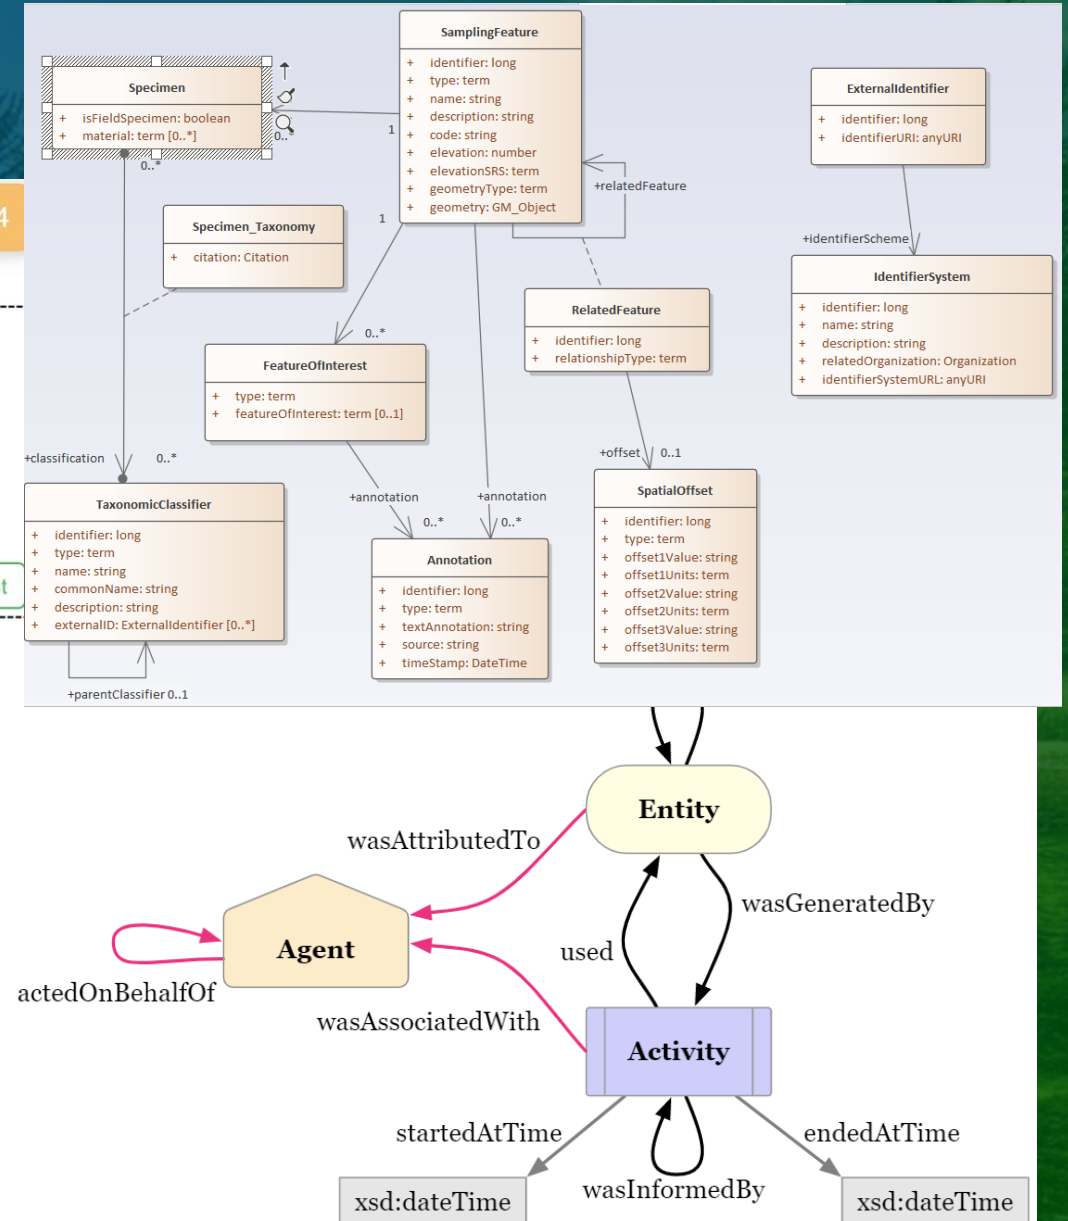 SamplingFeature
+ identifier: long
+ type: term
+ name: string
+ description: string
+ code: string
+ elevation: number
+ elevationSRS: term
+ geometryType: term
+ geometry: GM_Object
Specimen
+ isFieldSpecimen: boolean
+ material: term [0..*]
0..*
1
0..*
ExternalIdentifier
+ identifier: long
+ identifierURI: anyURI
+relatedFeature
4
Specimen_Taxonomy
+ citation: Citation
1
+identifierScheme
IdentifierSystem
+ identifier: long
+ name: string
+ description: string
+ relatedOrganization: Organization
+ identifierSystemURL: anyURI
RelatedFeature
+ identifier: long
+ relationshipType: term
0..*
FeatureOfInterest
+ type: term
+ featureOfInterest: term [0..1]
+classification
0..*
+offset
0..1
+annotation
0..*
+annotation
0..*
TaxonomicClassifier
+ identifier: long
+ type: term
+ name: string
+ commonName: string
+ description: string
+ externalID: ExternalIdentifier [0..*]
+parentClassifier 0..1
t
Annotation
+ identifier: long
+ type: term
+ textAnnotation: string
+ source: string
+ timeStamp: DateTime
SpatialOffset
+ identifier: long
+ type: term
+ offset1Value: string
+ offset1Units: term
+ offset2Value: string
+ offset2Units: term
+ offset3Value: string
+ offset3Units: term
Entity
wasAttributedTo
wasGeneratedBy
used
Agent
actedOnBehalfOf
wasAssociatedWith
Activity
startedAtTime
endedAtTime
wasInformedBy
xsd:dateTime
xsd:dateTime